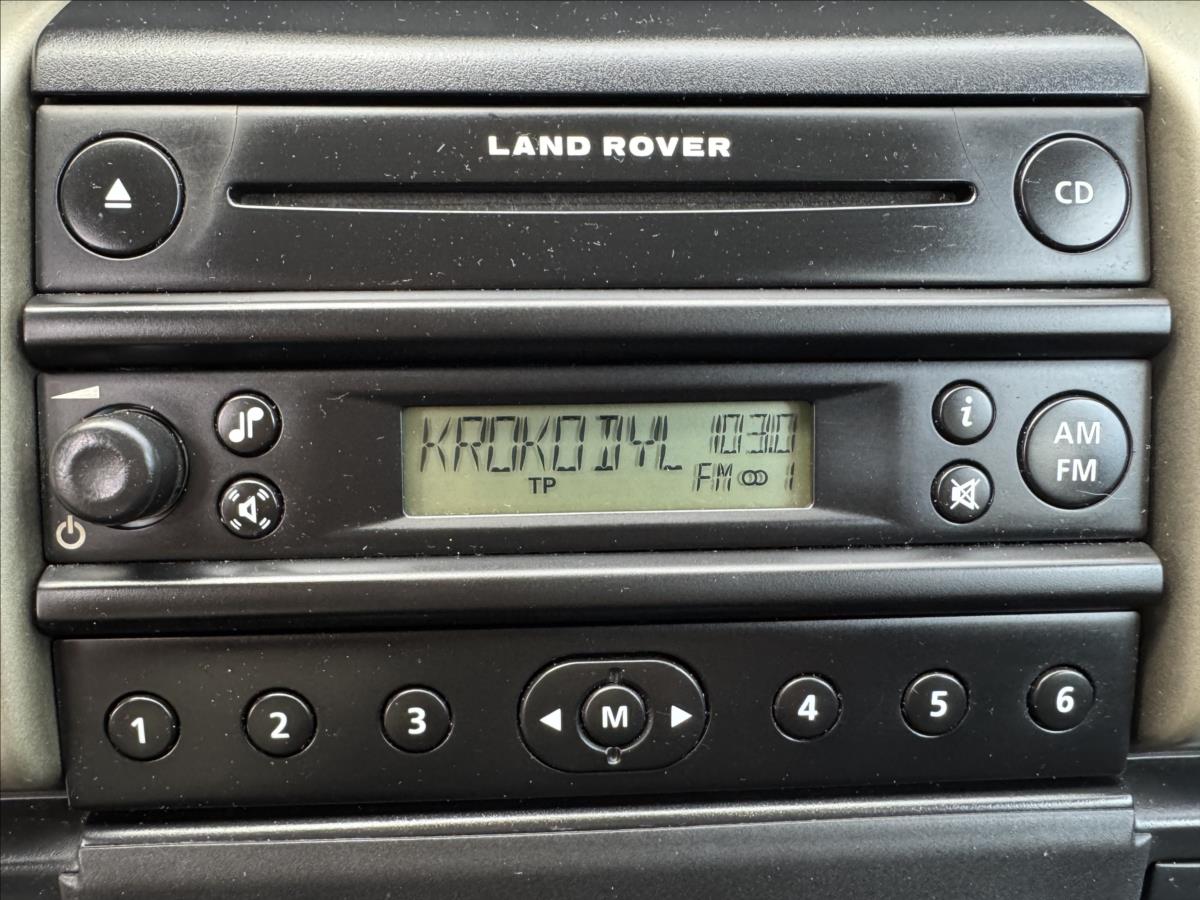 LAND ROVER
CD
KROKODYL 103.0
TP FM 1
i
AM
FM
1 2 3 M 4 5 6